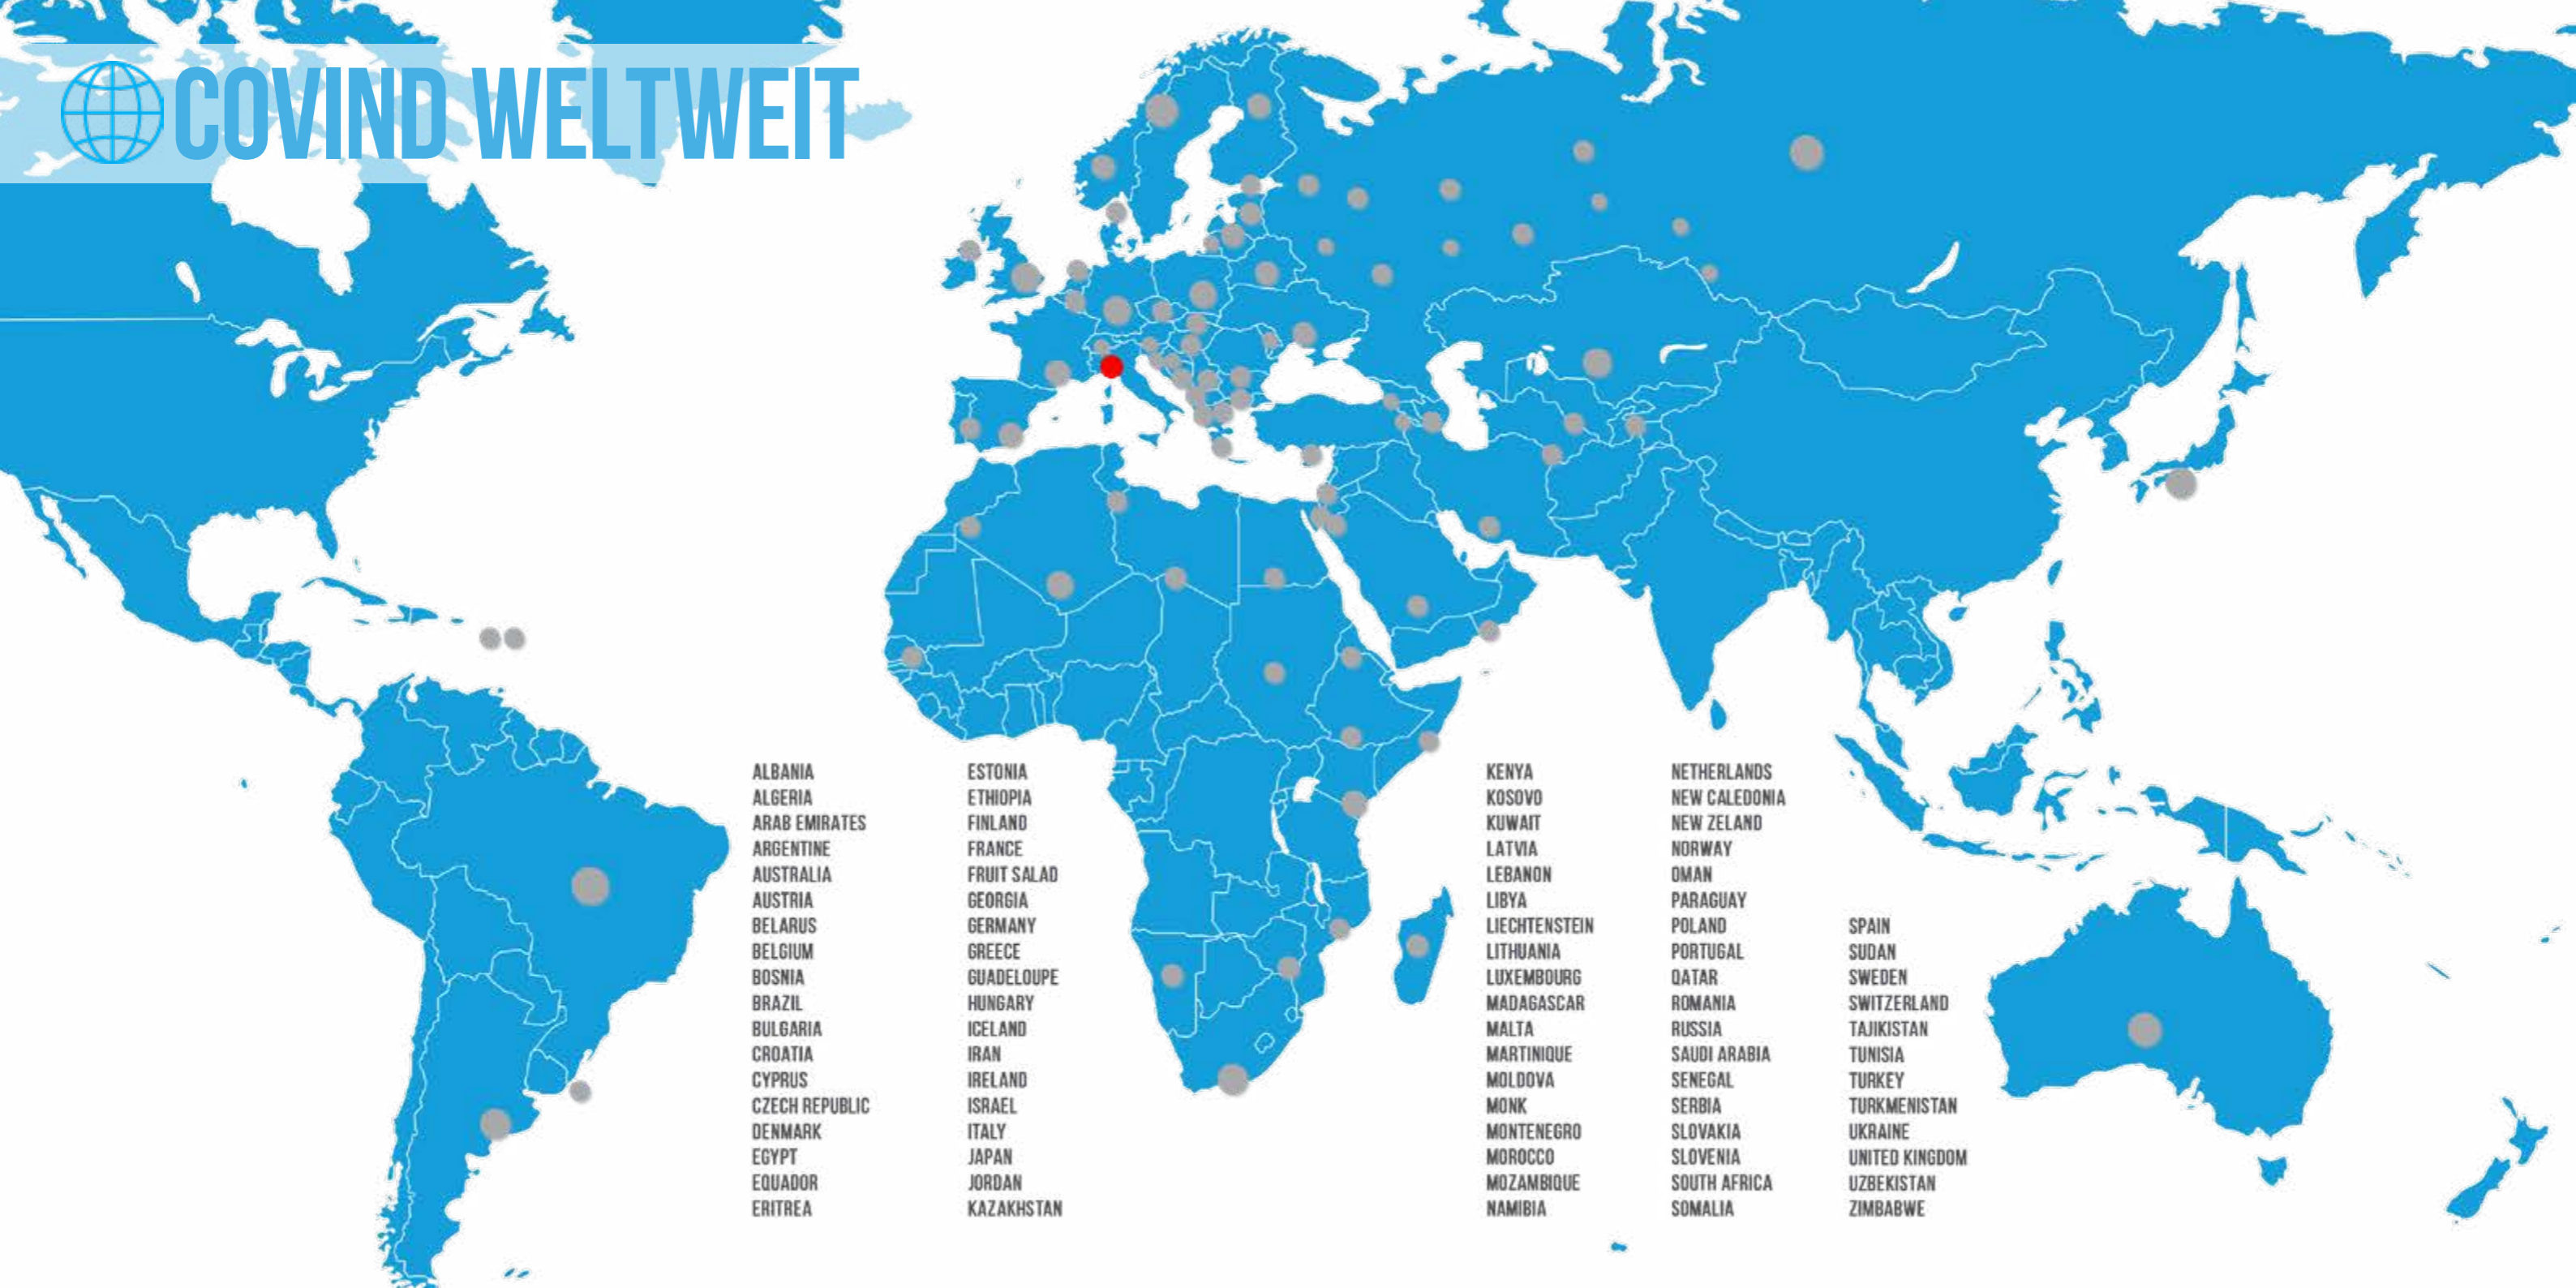 COVIND WELTWEIT
ALBANIA
ALGERIA
ARAB EMIRATES
ARGENTINE
AUSTRALIA
AUSTRIA
BELARUS
BELGIUM
BOSNIA
BRAZIL
BULGARIA
CROATIA
CYPRUS
CZECH REPUBLIC
DENMARK
EGYPT
EQUADOR
ERITREA
ESTONIA
ETHIOPIA
FINLAND
FRANCE
FRUIT SALAD
GEORGIA
GERMANY
GREECE
GUADELOUPE
HUNGARY
ICELAND
IRAN
IRELAND
ISRAEL
ITALY
JAPAN
JORDAN
KAZAKHSTAN
KENYA
KOSOVO
KUWAIT
LATVIA
LEBANON
LIBYA
LIECHTENSTEIN
LITHUANIA
LUXEMBOURG
MADAGASCAR
MALTA
MARTINIQUE
MOLDOVA
MONK
MONTENEGRO
MOROCCO
MOZAMBIQUE
NAMIBIA
NETHERLANDS
NEW CALEDONIA
NEW ZELAND
NORWAY
OMAN
PARAGUAY
POLAND
PORTUGAL
QATAR
ROMANIA
RUSSIA
SAUDI ARABIA
SENEGAL
SERBIA
SLOVAKIA
SLOVENIA
SOUTH AFRICA
SOMALIA
SPAIN
SUDAN
SWEDEN
SWITZERLAND
TAJIKISTAN
TUNISIA
TURKEY
TURKMENISTAN
UKRAINE
UNITED KINGDOM
UZBEKISTAN
ZIMBABWE